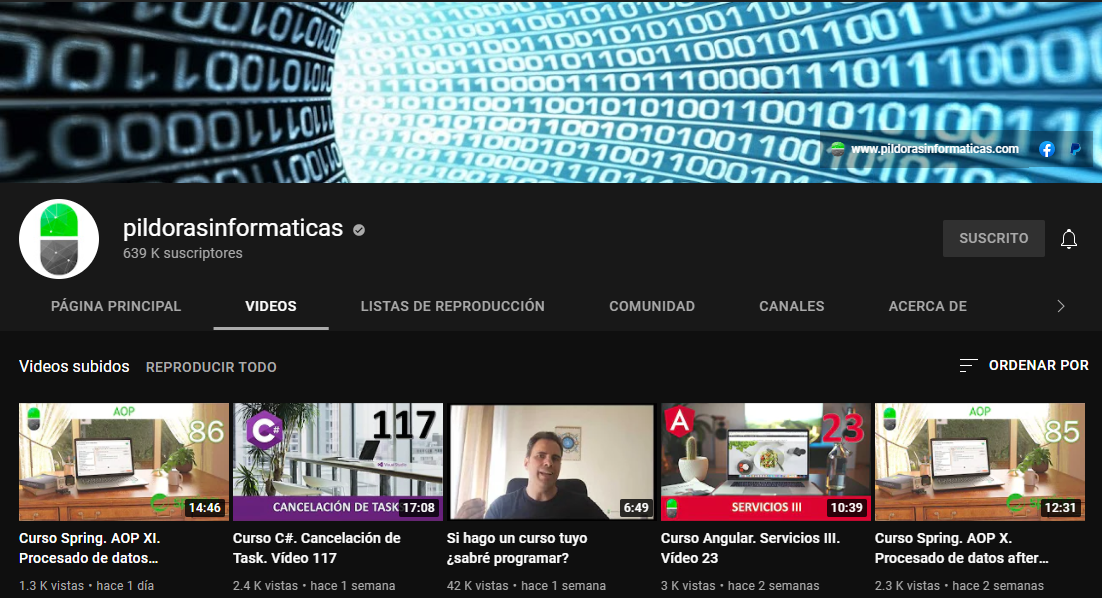 www.pildorasinformaticas.com
pildorasinformaticas
639 K suscriptores
SUSCRITO
PÁGINA PRINCIPAL
VIDEOS
LISTAS DE REPRODUCCIÓN
COMUNIDAD
CANALES
ACERCA DE
Videos subidos
REPRODUCIR TODO
ORDENAR POR
AOP
86
14:46
C#
117
VisualStudio
CANCELACIÓN DE TASK
17:08
6:49
A
23
SERVICIOS III
10:39
AOP
85
12:31
Curso Spring. AOP XI.
Procesado de datos...
1.3 K vistas • hace 1 día
Curso C#. Cancelación de
Task. Vídeo 117
2.4 K vistas • hace 1 semana
Si hago un curso tuyo
¿sabré programar?
42 K vistas • hace 1 semana
Curso Angular. Servicios III.
Vídeo 23
3 K vistas • hace 2 semanas
Curso Spring. AOP X.
Procesado de datos after...
2.3 K vistas • hace 2 semanas